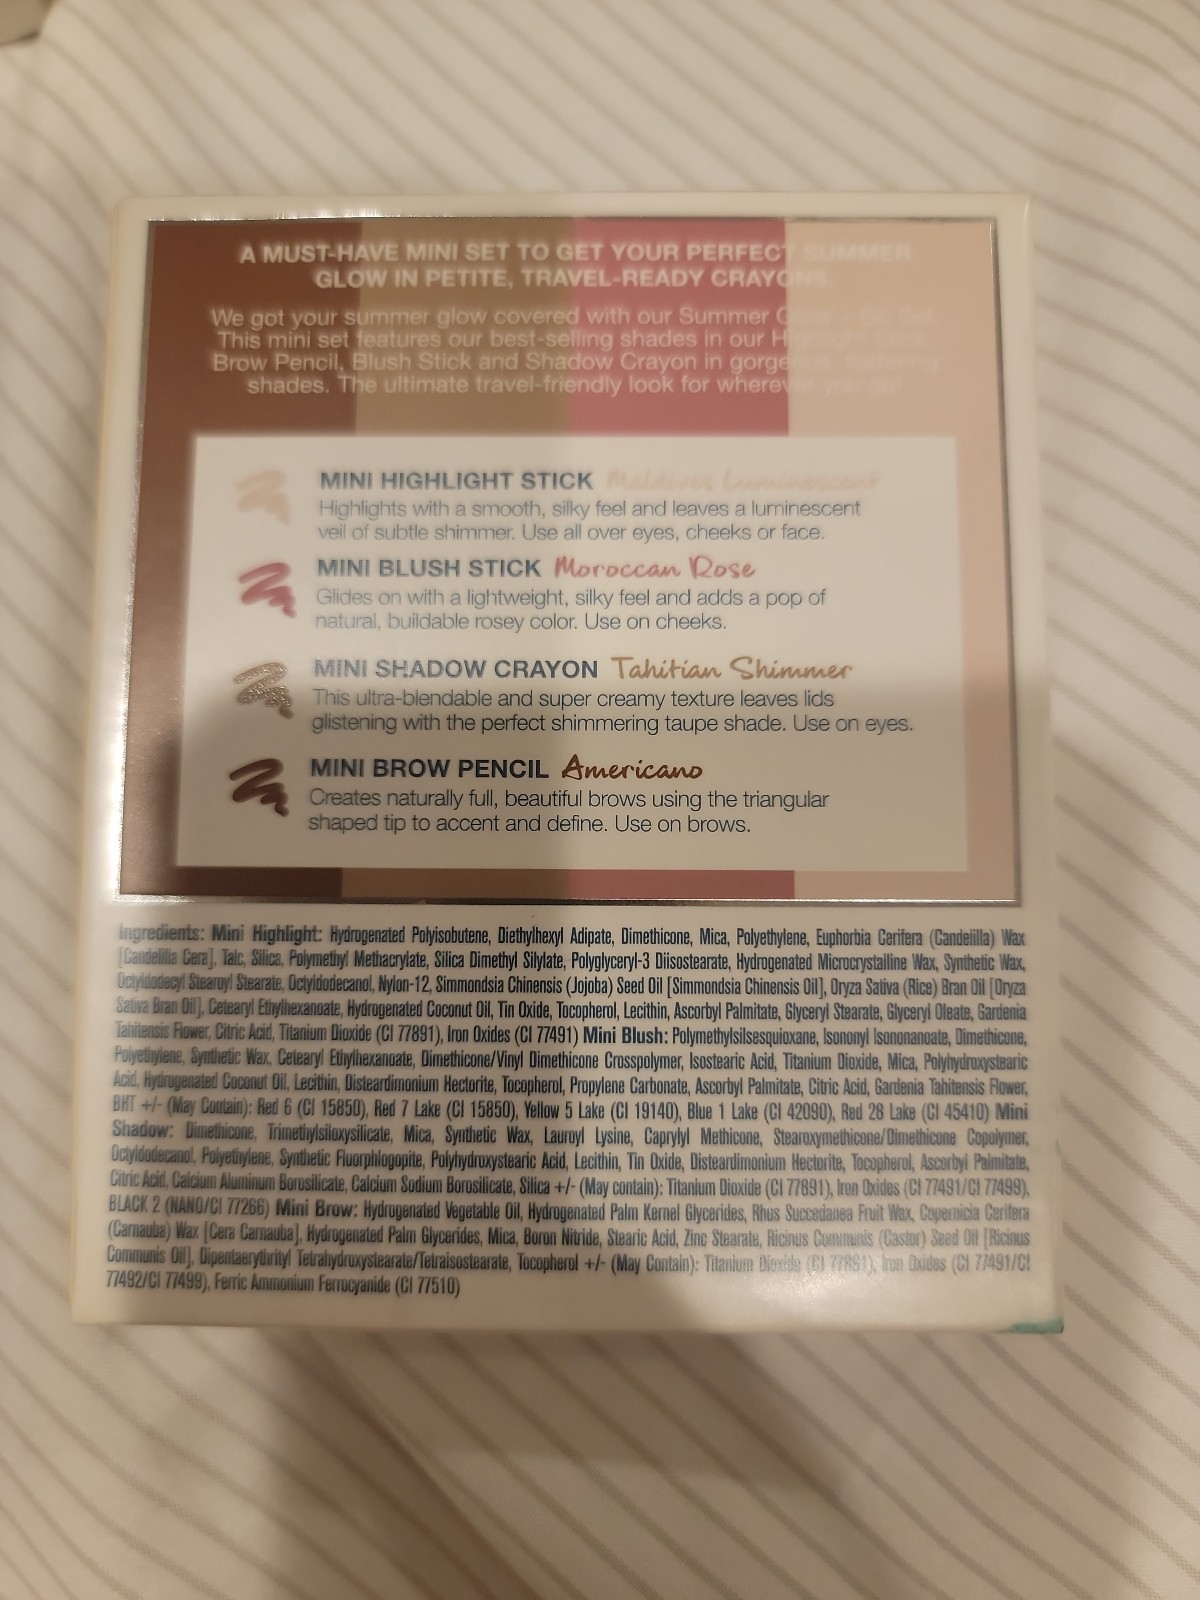 A MUST-HAVE MINI SET TO GET YOUR PERFECT SUMMER
GLOW IN PETITE, TRAVEL-READY CRAYONS.
We got your summer glow covered with our Summer
This mini set features our best-selling shades in our Highlight
Brow Pencil, Blush Stick and Shadow Crayon in gorgeous,
shades. The ultimate travel-friendly look for wherever you go!
MINI HIGHLIGHT STICK Maldives Luminescent
Highlights with a smooth, silky feel and leaves a luminescent
veil of subtle shimmer. Use all over eyes, cheeks or face.
MINI BLUSH STICK Moroccan Rose
Glides on with a lightweight, silky feel and adds a pop of
natural, buildable rosey color. Use on cheeks.
MINI SHADOW CRAYON Tahitian Shimmer
This ultra-blendable and super creamy texture leaves lids
glistening with the perfect shimmering taupe shade. Use on eyes.
MINI BROW PENCIL Americano
Creates naturally full, beautiful brows using the triangular
shaped tip to accent and define. Use on brows.
Ingredients: Mini Highlight: Hydrogenated Polyisobutene, Diethylhexyl Adipate, Dimethicone, Mica, Polyethylene, Euphorbia Cerifera (Candelilla) Wax
[Candelilla Cera], Talc, Silica, Polymethyl Methacrylate, Silica Dimethyl Silylate, Polyglyceryl-3 Diisostearate, Hydrogenated Microcrystalline Wax, Synthetic Wax,
Octyldodecyl Stearoyl Stearate, Octyldodecanol, Nylon-12, Simmondsia Chinensis (Jojoba) Seed Oil [Simmondsia Chinensis Oil], Oryza Sativa (Rice) Bran Oil [Oryza
Sativa Bran Oil], Cetearyl Ethylhexanoate, Hydrogenated Coconut Oil, Tin Oxide, Tocopherol, Lecithin, Ascorbyl Palmitate, Glyceryl Stearate, Glyceryl Oleate, Gardenia
Tahitensis Flower, Citric Acid, Titanium Dioxide (CI 77891), Iron Oxides (CI 77491) Mini Blush: Polymethylsilsesquioxane, Isononyl Isononanoate, Dimethicone,
Polyethylene, Synthetic Wax, Cetearyl Ethylhexanoate, Dimethicone/Vinyl Dimethicone Crosspolymer, Isostearic Acid, Titanium Dioxide, Mica, Polyhydroxystearic
Acid, Hydrogenated Coconut Oil, Lecithin, Disteardimonium Hectorite, Tocopherol, Propylene Carbonate, Ascorbyl Palmitate, Citric Acid, Gardenia Tahitensis Flower,
BHT +/- (May Contain): Red 6 (CI 15850), Red 7 Lake (CI 15850), Yellow 5 Lake (CI 19140), Blue 1 Lake (CI 42090), Red 28 Lake (CI 45410) Mini
Shadow: Dimethicone, Trimethylsiloxysilicate, Mica, Synthetic Wax, Lauroyl Lysine, Caprylyl Methicone, Stearoxymethicone/Dimethicone Copolymer,
Octyldodecanol, Polyethylene, Synthetic Fluorphlogopite, Polyhydroxystearic Acid, Lecithin, Tin Oxide, Disteardimonium Hectorite, Tocopherol, Ascorbyl Palmitate,
Citric Acid, Calcium Aluminum Borosilicate, Calcium Sodium Borosilicate, Silica +/- (May contain): Titanium Dioxide (CI 77891), Iron Oxides (CI 77491/CI 77499),
BLACK 2 (NANO/CI 77266) Mini Brow: Hydrogenated Vegetable Oil, Hydrogenated Palm Kernel Glycerides, Rhus Succedanea Fruit Wax, Copernicia Cerifera
(Carnauba) Wax [Cera Carnauba], Hydrogenated Palm Glycerides, Mica, Boron Nitride, Stearic Acid, Zinc Stearate, Ricinus Communis (Castor) Seed Oil [Ricinus
Communis Oil], Dipentaerythrityl Tetrahydroxystearate/Tetraisostearate, Tocopherol +/- (May Contain): Titanium Dioxide (CI 77891), Iron Oxides (CI 77491/CI
77492/CI 77499), Ferric Ammonium Ferrocyanide (CI 77510)